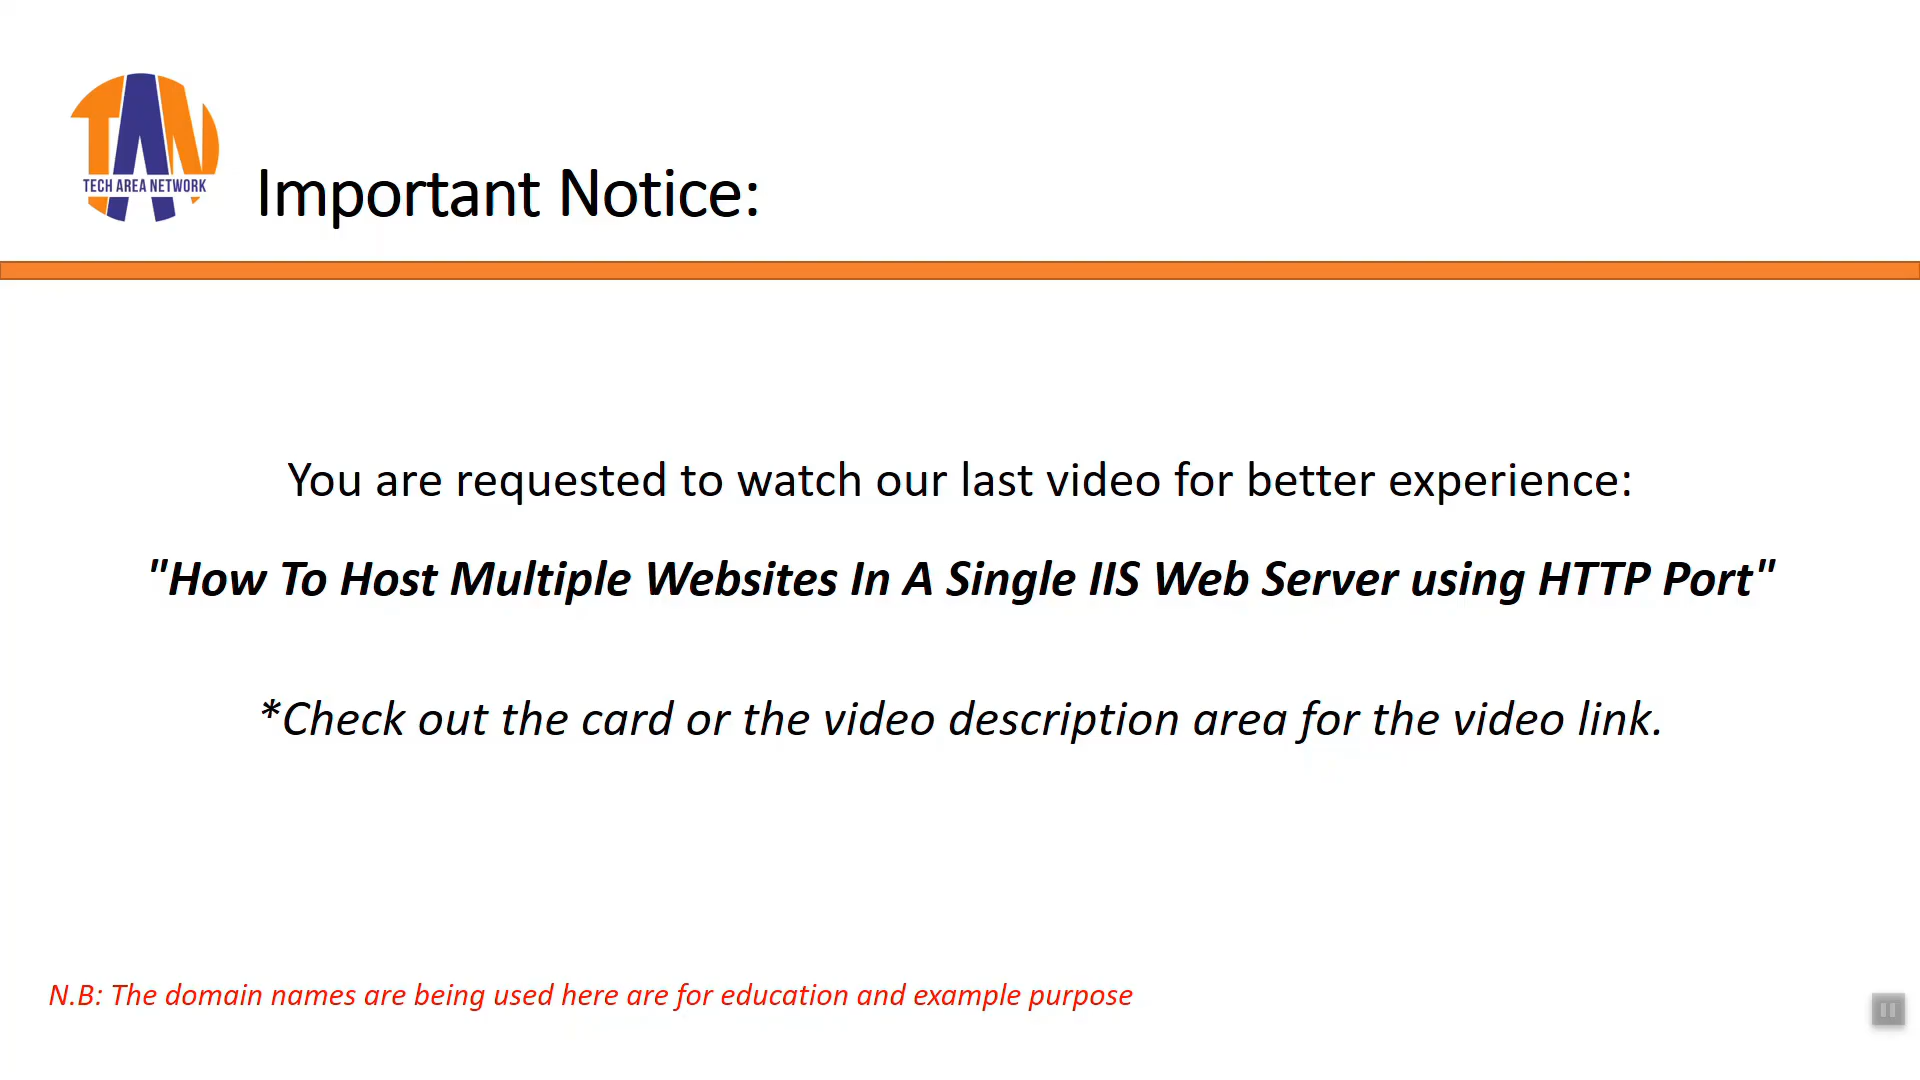 TAN
TECH AREA NETWORK
Important Notice:
You are requested to watch our last video for better experience:
"How To Host Multiple Websites In A Single IIS Web Server using HTTP Port"
*Check out the card or the video description area for the video link.
N.B: The domain names are being used here are for education and example purpose